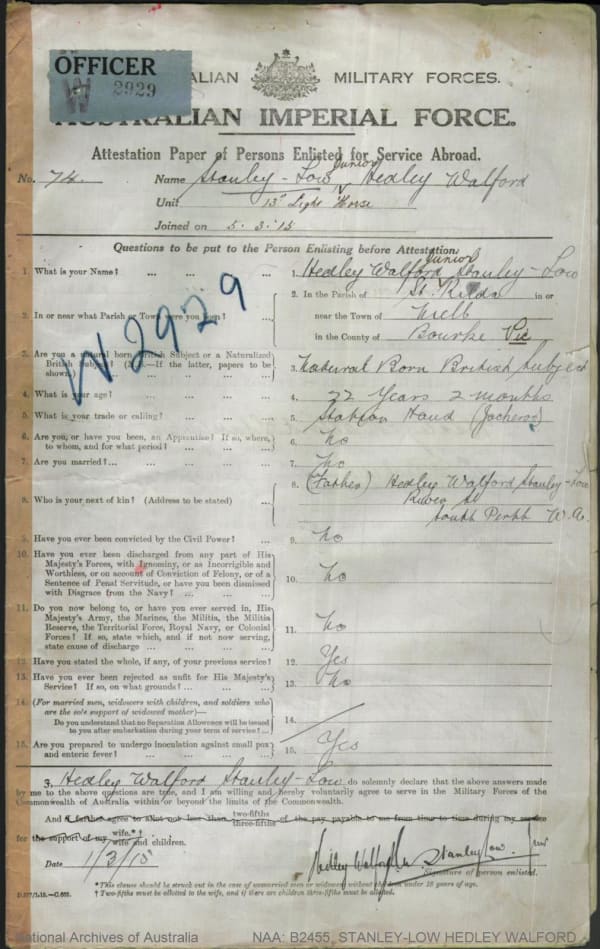 OFFICER
W 2929
ALIAN MILITARY FORCES.
AUSTRALIAN IMPERIAL FORCE.
Attestation Paper of Persons Enlisted for Service Abroad.
No. 74. Name Stanley-Low Junior Hedley Walford
Unit 13th Light Horse
Joined on 5.3.15
Questions to be put to the Person Enlisting before Attestation.
1. What is your Name? ... ... ... 1. Hedley Walford Junior Stanley-Low
2. In or near what Parish or Town were you born? ... 2. In the Parish of St. Kilda in or
near the Town of Melb
in the County of Bourke Vic
W2929
3. Are you a natural born British Subject or a Naturalized British Subject? (N.B.—If the latter, papers to be shown.) 3. Natural Born British Subject
4. What is your age? ... 4. 22 Years 2 months
5. What is your trade or calling? ... 5. Station Hand (Jackeroo)
6. Are you, or have you been, an Apprentice? If so, where, to whom, and for what period? ... 6. No
7. Are you married? ... 7. No
8. Who is your next of kin? (Address to be stated) ... 8. (Father) Hedley Walford Stanley-Low
River St
South Perth W.A.
9. Have you ever been convicted by the Civil Power? ... 9. No
10. Have you ever been discharged from any part of His Majesty's Forces, with Ignominy, or as Incorrigible and Worthless, or on account of Conviction of Felony, or of a Sentence of Penal Servitude, or have you been dismissed with Disgrace from the Navy? ... 10. No
11. Do you now belong to, or have you ever served in, His Majesty's Army, the Marines, the Militia, the Militia Reserve, the Territorial Force, Royal Navy, or Colonial Forces? If so, state which, and if not now serving, state cause of discharge ... 11. No
12. Have you stated the whole, if any, of your previous service? 12. Yes
13. Have you ever been rejected as unfit for His Majesty's Service? If so, on what grounds? ... 13. No
14. (For married men, widowers with children, and soldiers who are the sole support of widowed mother)—
Do you understand that no Separation Allowance will be issued to you after embarkation during your term of service? ... 14.
15. Are you prepared to undergo inoculation against small pox and enteric fever? ... 15. Yes
I, Hedley Walford Stanley-Low do solemnly declare that the above answers made
by me to the above questions are true, and I am willing and hereby voluntarily agree to serve in the Military Forces of the
Commonwealth of Australia within or beyond the limits of the Commonwealth.
And I further agree to allot not less than two-fifths three-fifths of the pay payable to me from time to time during my service
for the support of my wife.*† wife and children.
Date 1/3/15 Hedley Walford Stanley Low. Junr
Signature of person enlisted.
* This clause should be struck out in the case of unmarried men or widowers without children under 18 years of age.
† Two-fifths must be allotted to the wife, and if there are children three-fifths must be allotted.
National Archives of Australia NAA: B2455, STANLEY-LOW HEDLEY WALFORD